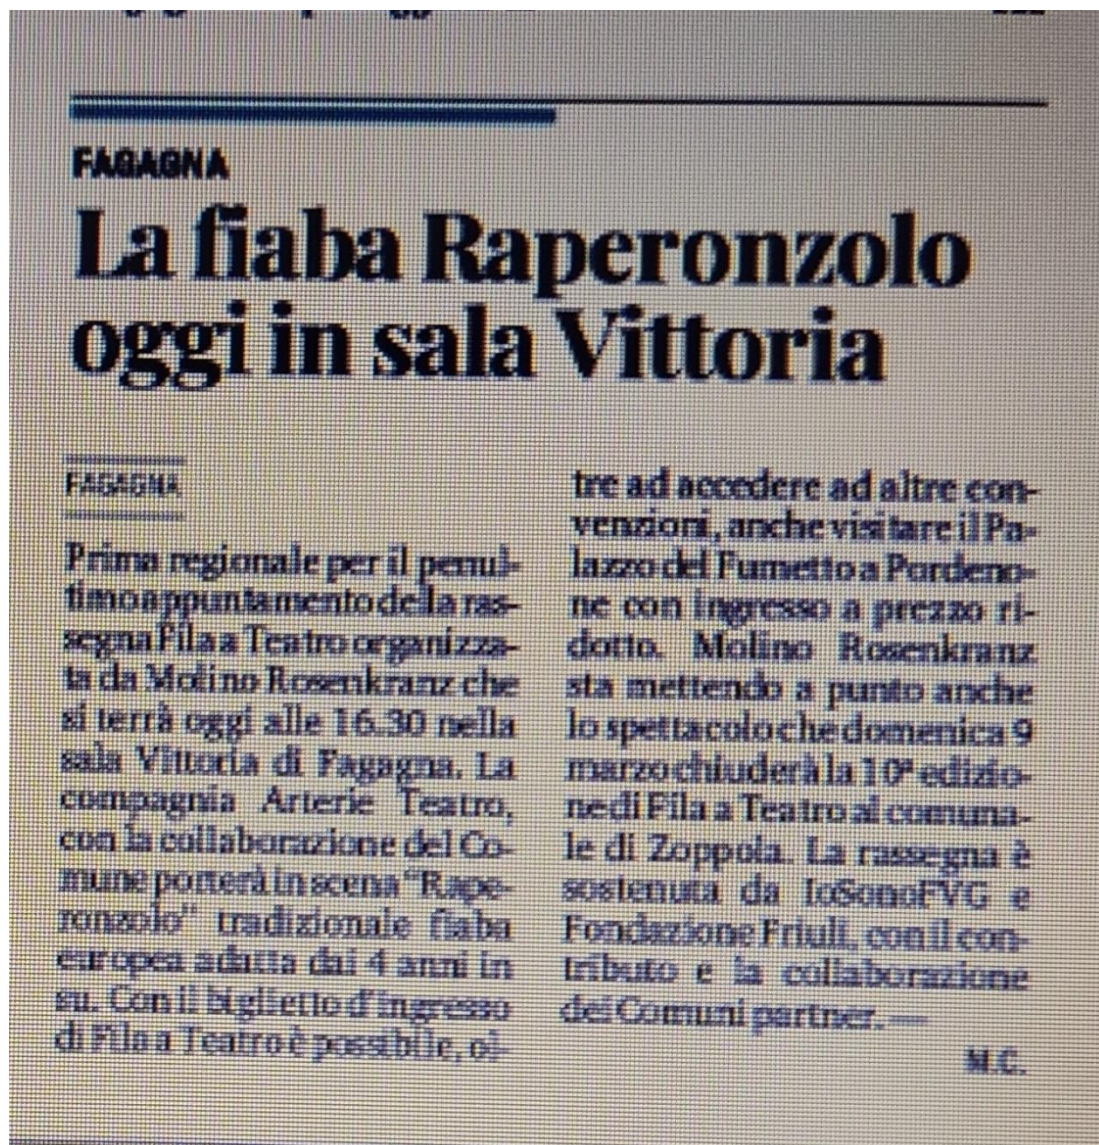 FAGAGNA
La fiaba Raperonzolo
oggi in sala Vittoria
FAGAGNA
Prima regionale per il penul-
timo appuntamento della ras-
segna Fila a Teatro organizza-
ta da Molino Rosenkranz che
si terrà oggi alle 16.30 nella
sala Vittoria di Fagagna. La
compagnia Arterie Teatro,
con la collaborazione del Co-
mune porterà in scena “Rape-
ronzolo” tradizionale fiaba
europea adatta dai 4 anni in
su. Con il biglietto d'ingresso
di Fila a Teatro è possibile, ol-
tre ad accedere ad altre con-
venzioni, anche visitare il Pa-
lazzo del Fumetto a Pordeno-
ne con ingresso a prezzo ri-
dotto. Molino Rosenkranz
sta mettendo a punto anche
lo spettacolo che domenica 9
marzo chiuderà la 10ª edizio-
ne di Fila a Teatro al comuna-
le di Zoppola. La rassegna è
sostenuta da IoSonoFVG e
Fondazione Friuli, con il con-
tributo e la collaborazione
dei Comuni partner. —
M.C.